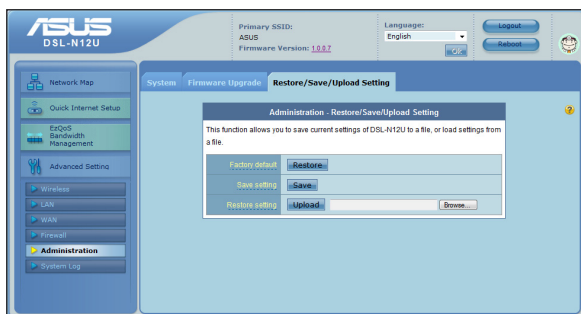 ASUS
DSL-N12U
Primary SSID:
ASUS
Firmware Version: 1.0.0.7
Language:
English
OK
Logout
Reboot
Network Map
Quick Internet Setup
EzQoS
Bandwidth
Management
Advanced Setting
Wireless
LAN
WAN
Firewall
Administration
System Log
System
Firmware Upgrade
Restore/Save/Upload Setting
Administration - Restore/Save/Upload Setting
This function allows you to save current settings of DSL-N12U to a file, or load settings from
a file.
Factory default Restore
Save setting Save
Restore setting Upload Browse...
?